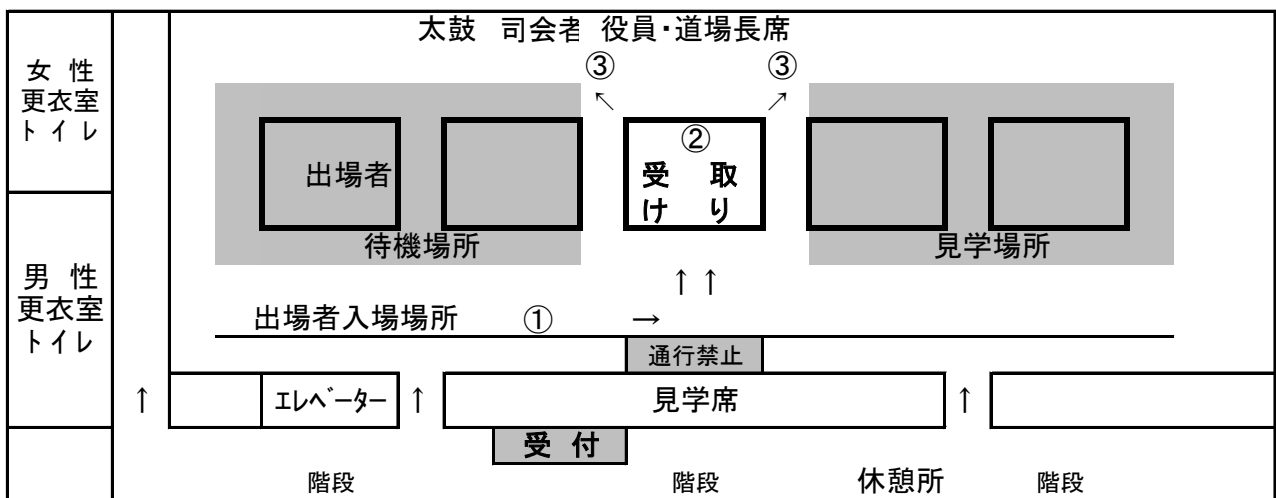 太鼓 司会者 役員・道場長席
女 性
更衣室
ト イ レ
③ ③
↖ ↗
②
出場者
受 取
け り
待機場所 見学場所
↑ ↑
男 性
更衣室
トイレ
出場者入場場所 ① →
通行禁止
↑ エレベーター ↑ 見学席 ↑
受 付
階段 階段 休憩所 階段